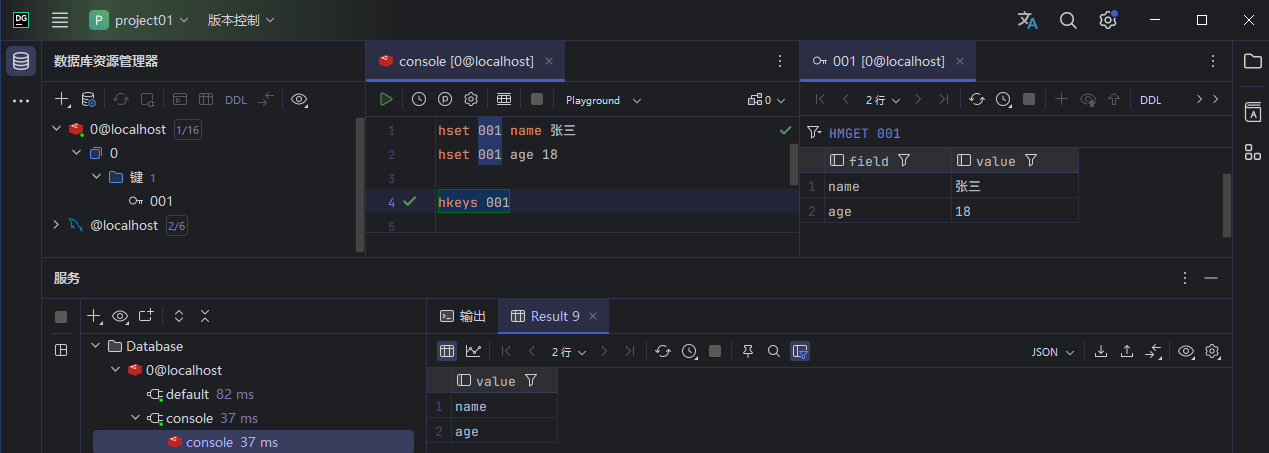 DG
P project01 版本控制
数据库资源管理器
DDL
0@localhost 1/16
0
键 1
001
@localhost 2/6
console [0@localhost]
Playground
0
1 hset 001 name 张三
2 hset 001 age 18
3
4 hkeys 001
5
001 [0@localhost]
2 行
DDL
HMGET 001
field value
1 name 张三
2 age 18
服务
Database
0@localhost
default 82 ms
console 37 ms
console 37 ms
输出 Result 9
2 行
JSON
value
1 name
2 age